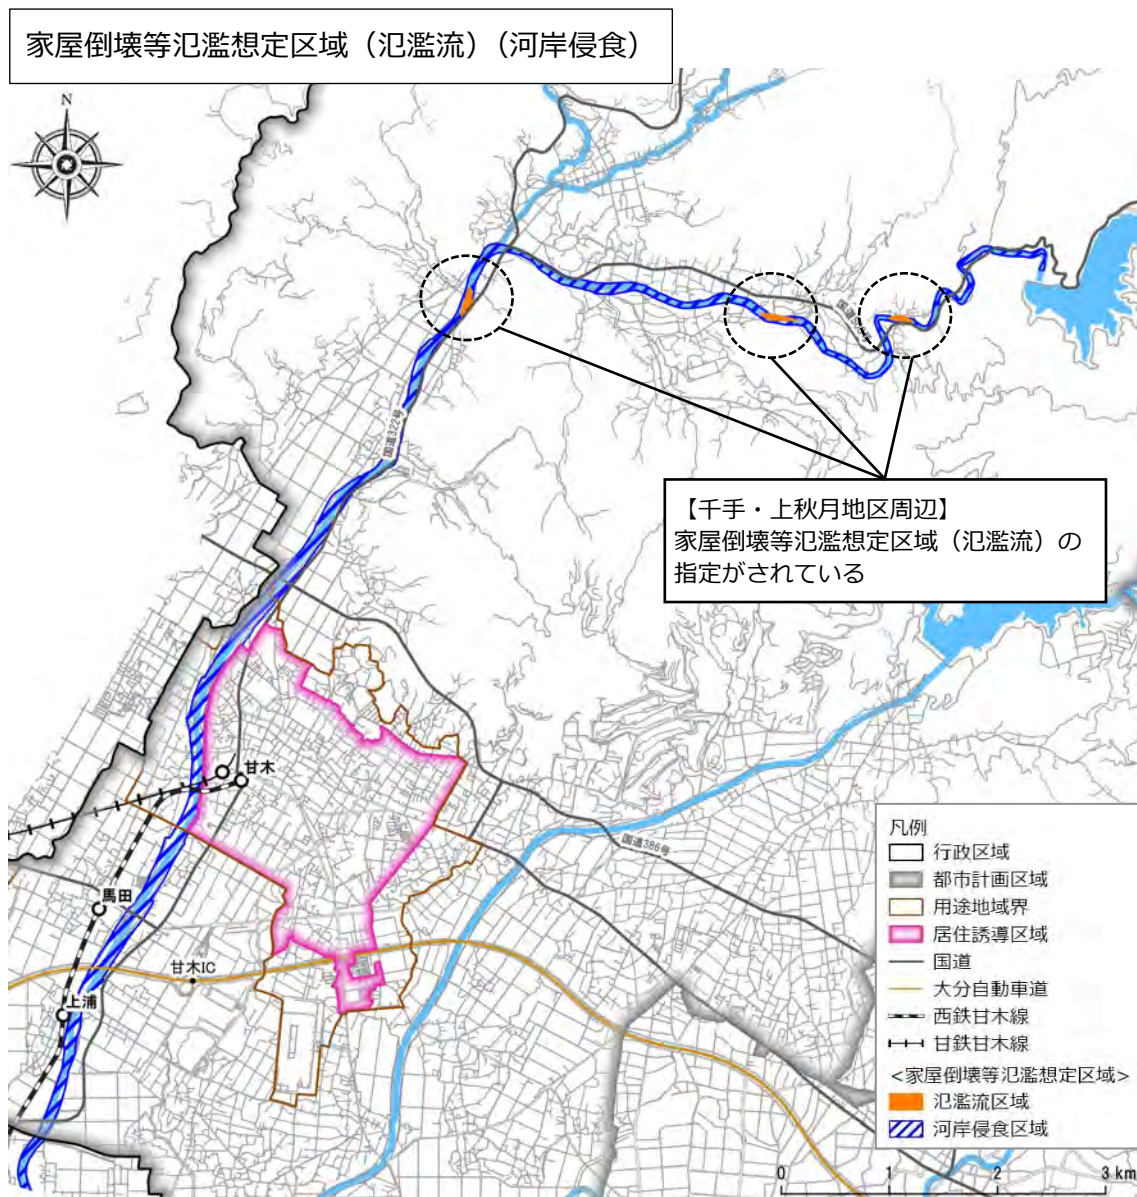 家屋倒壊等氾濫想定区域（氾濫流）（河岸侵食）
N
国道322号
【千手・上秋月地区周辺】
家屋倒壊等氾濫想定区域（氾濫流）の
指定がされている
甘木
馬田
甘木IC
上浦
国道386号
凡例
行政区域
都市計画区域
用途地域界
居住誘導区域
国道
大分自動車道
西鉄甘木線
甘鉄甘木線
<家屋倒壊等氾濫想定区域>
氾濫流区域
河岸侵食区域
0 1 2 3 km